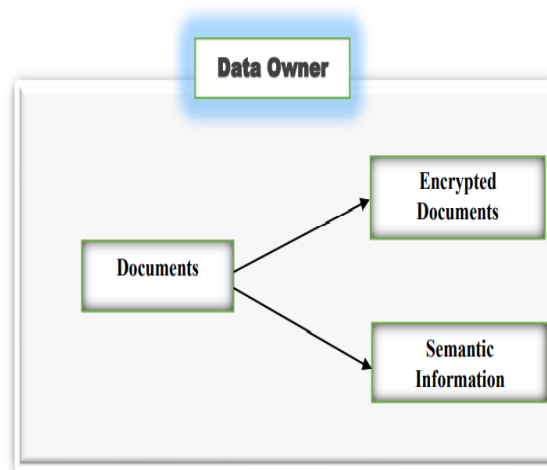 Data Owner
Encrypted
Documents
Documents
Semantic
Information